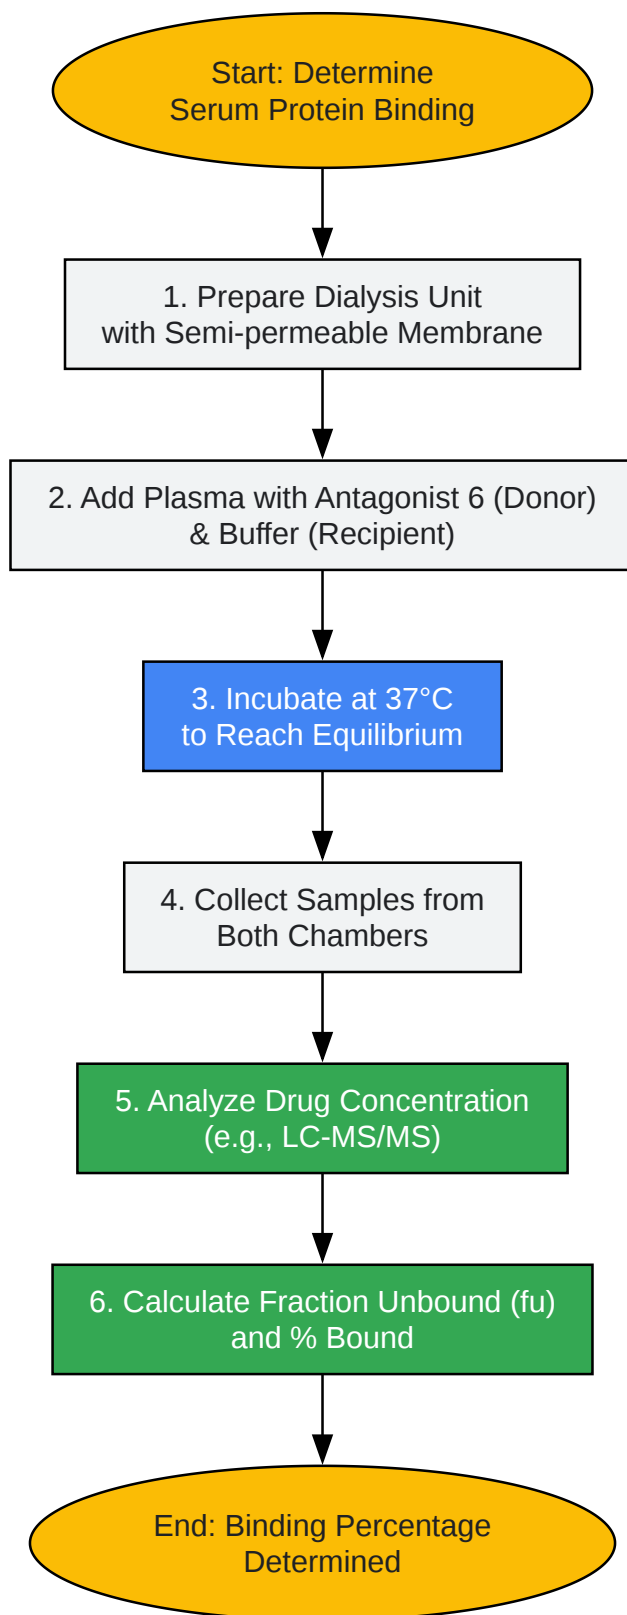 Start: Determine
Serum Protein Binding
1. Prepare Dialysis Unit
with Semi-permeable Membrane
2. Add Plasma with Antagonist 6 (Donor)
& Buffer (Recipient)
3. Incubate at 37°C
to Reach Equilibrium
4. Collect Samples from
Both Chambers
5. Analyze Drug Concentration
(e.g., LC-MS/MS)
6. Calculate Fraction Unbound (fu)
and % Bound
End: Binding Percentage
Determined